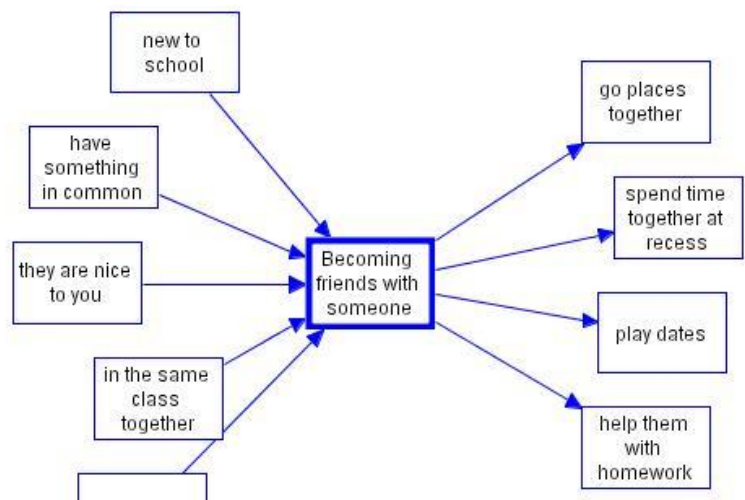 new to
school
have
something
in common
they are nice
to you
in the same
class
together
Becoming
friends with
someone
go places
together
spend time
together at
recess
play dates
help them
with
homework